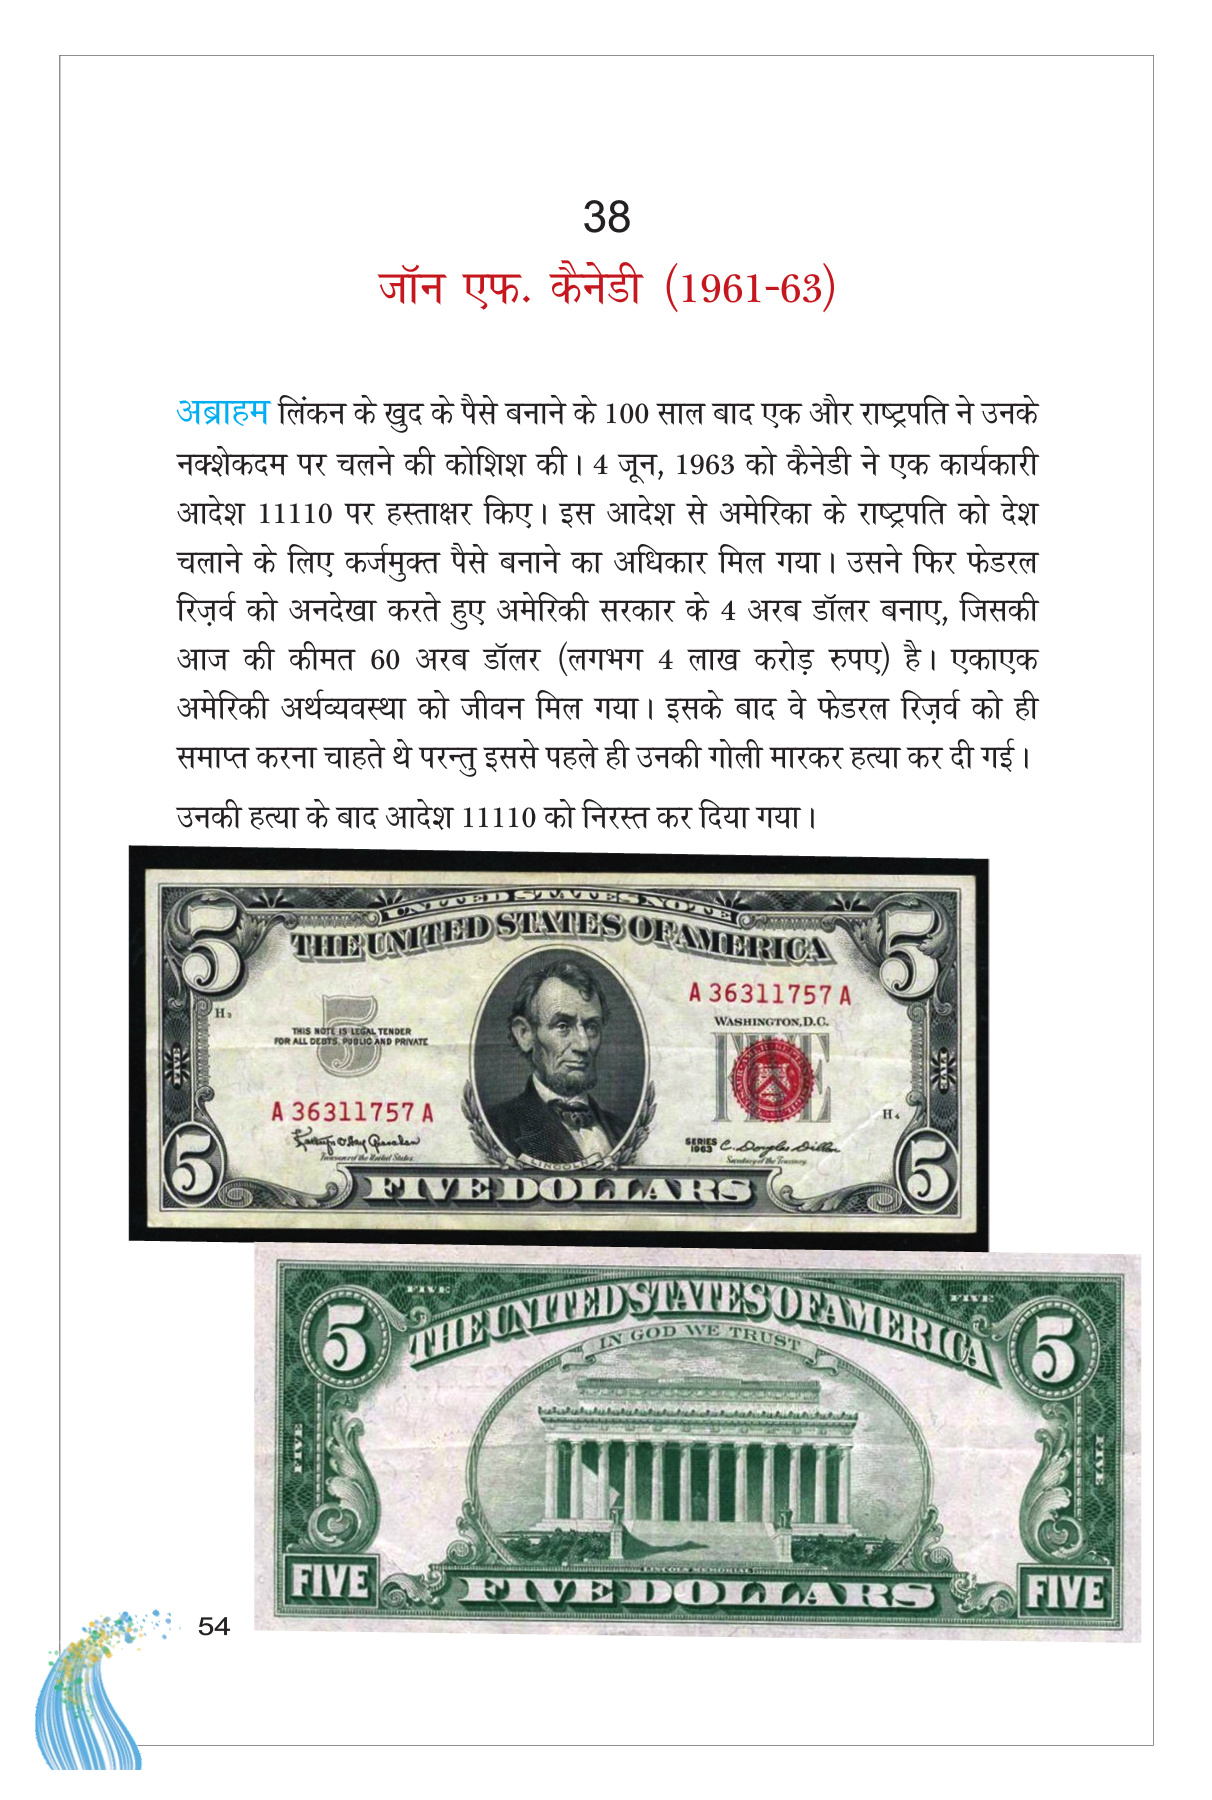 38
जॉन एफ. कैनेडी (1961-63)
अब्राहम लिंकन के खुद के पैसे बनाने के 100 साल बाद एक और राष्ट्रपति ने उनके
नक्शेकदम पर चलने की कोशिश की। 4 जून, 1963 को कैनेडी ने एक कार्यकारी
आदेश 11110 पर हस्ताक्षर किए। इस आदेश से अमेरिका के राष्ट्रपति को देश
चलाने के लिए कर्जमुक्त पैसे बनाने का अधिकार मिल गया। उसने फिर फेडरल
रिज़र्व को अनदेखा करते हुए अमेरिकी सरकार के 4 अरब डॉलर बनाए, जिसकी
आज की कीमत 60 अरब डॉलर (लगभग 4 लाख करोड़ रुपए) है। एकाएक
अमेरिकी अर्थव्यवस्था को जीवन मिल गया। इसके बाद वे फेडरल रिज़र्व को ही
समाप्त करना चाहते थे परन्तु इससे पहले ही उनकी गोली मारकर हत्या कर दी गई।
उनकी हत्या के बाद आदेश 11110 को निरस्त कर दिया गया।
UNITED STATES NOTE
THE UNITED STATES OF AMERICA
5 5
A 36311757 A
H 3
WASHINGTON, D.C.
5
THIS NOTE IS LEGAL TENDER
FOR ALL DEBTS, PUBLIC AND PRIVATE
FIVE
FIVE FIVE
A 36311757 A
H 4
SERIES
1963
C. Douglas Dillon
Treasurer of the United States.
Secretary of the Treasury.
LINCOLN
5 5
FIVE DOLLARS
FIVE FIVE
THE UNITED STATES OF AMERICA
5 5
IN GOD WE TRUST
FIVE FIVE
LINCOLN MEMORIAL
FIVE FIVE DOLLARS FIVE
54